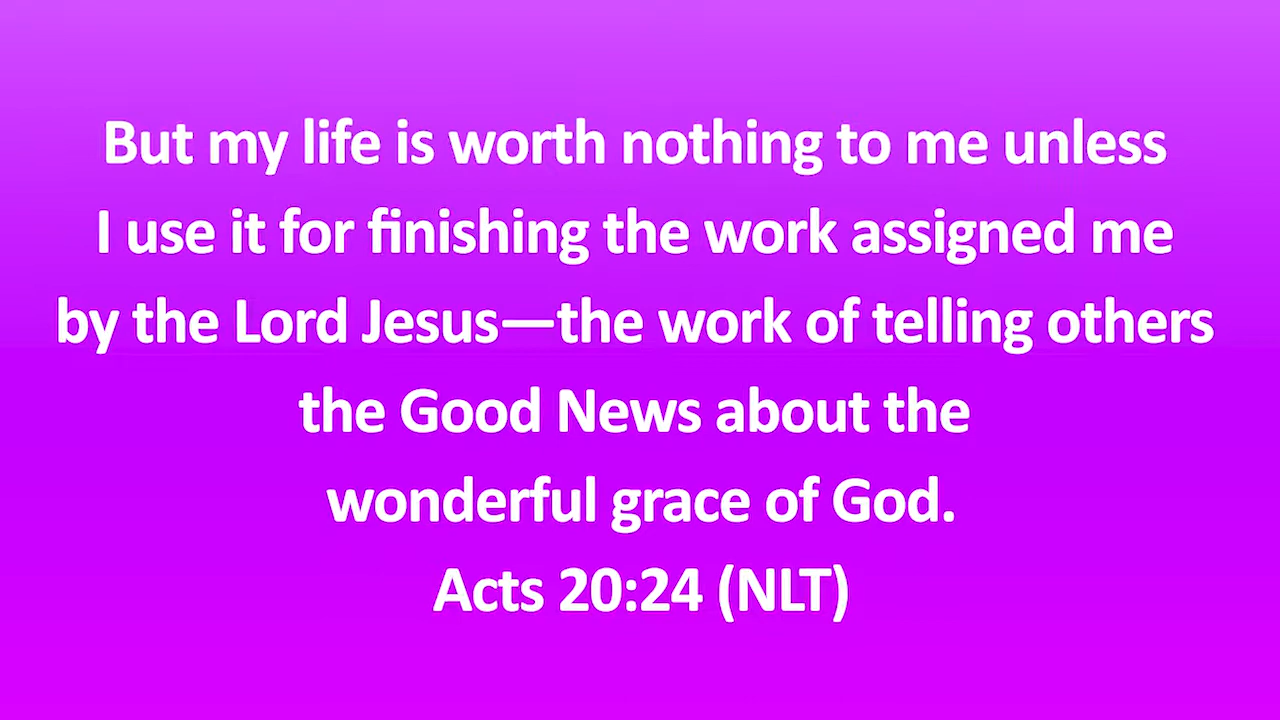 But my life is worth nothing to me unless
I use it for finishing the work assigned me
by the Lord Jesus—the work of telling others
the Good News about the
wonderful grace of God.
Acts 20:24 (NLT)